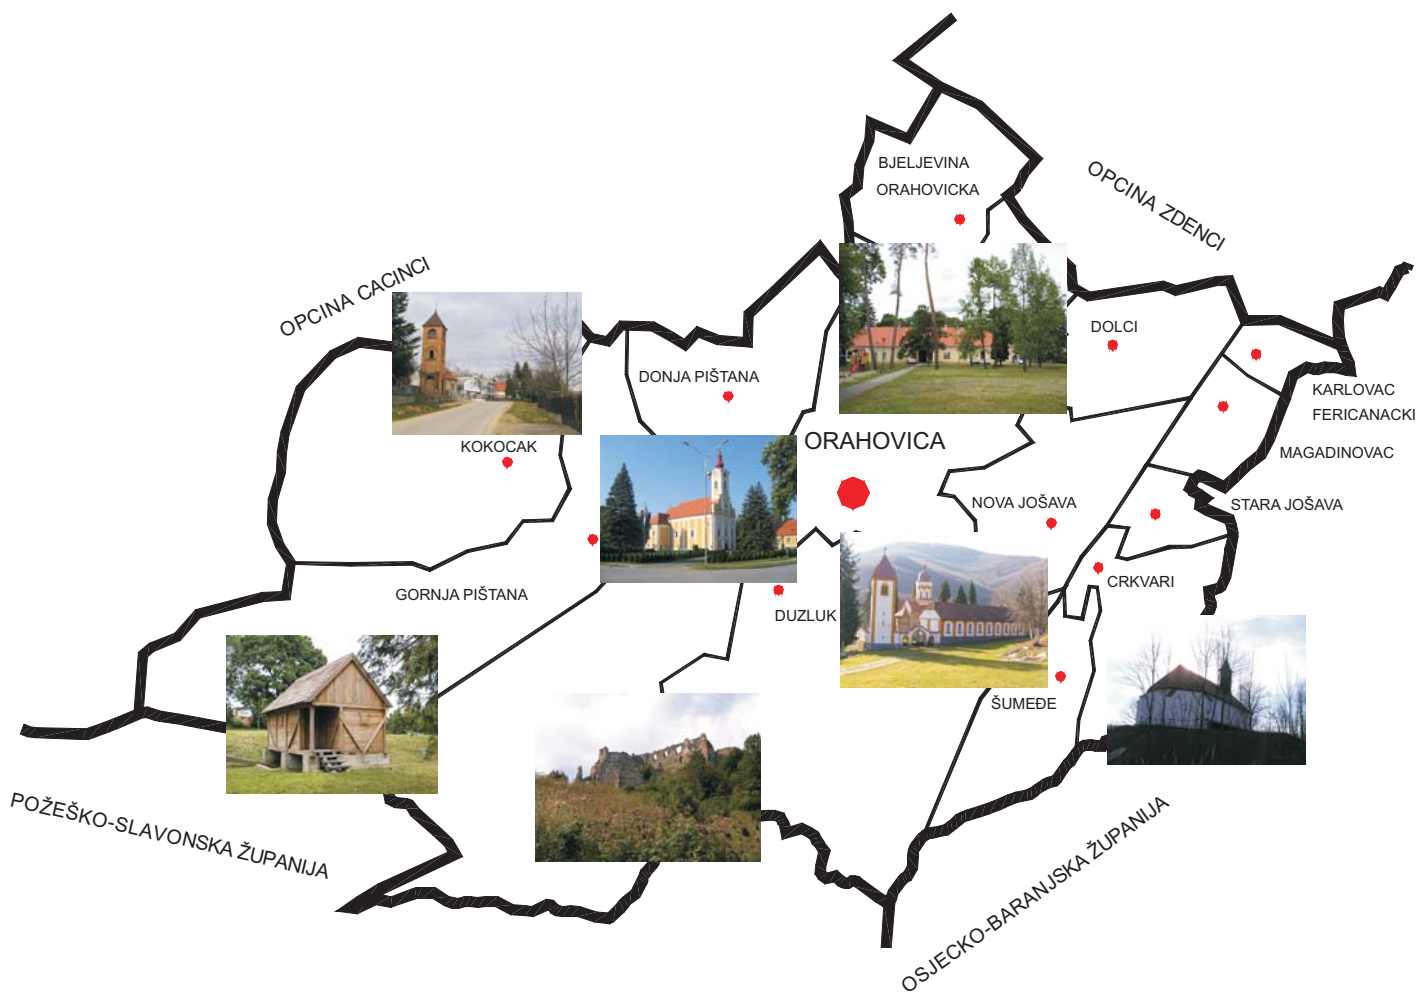 BJELJEVINA
ORAHOVICKA
OPCINA ZDENCI
OPCINA CACINCI
DOLCI
DONJA PIŠTANA
KARLOVAC
FERICANACKI
KOKOCAK
ORAHOVICA
MAGADINOVAC
NOVA JOŠAVA
STARA JOŠAVA
CRKVARI
GORNJA PIŠTANA
DUZLUK
ŠUMEĐE
POŽEŠKO-SLAVONSKA ŽUPANIJA
OSJECKO-BARANJSKA ŽUPANIJA